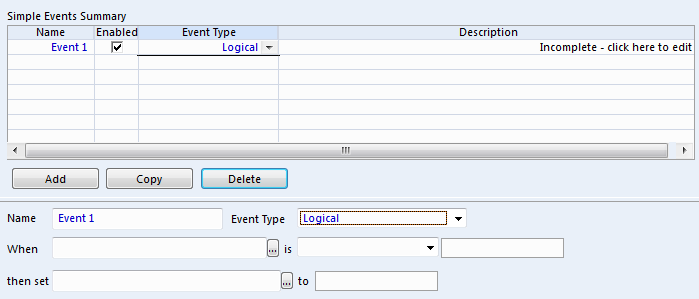 Simple Events Summary
Name Enabled Event Type Description
Event 1 Logical Incomplete - click here to edit
Add Copy Delete
Name Event 1 Event Type Logical
When ... is
then set ... to